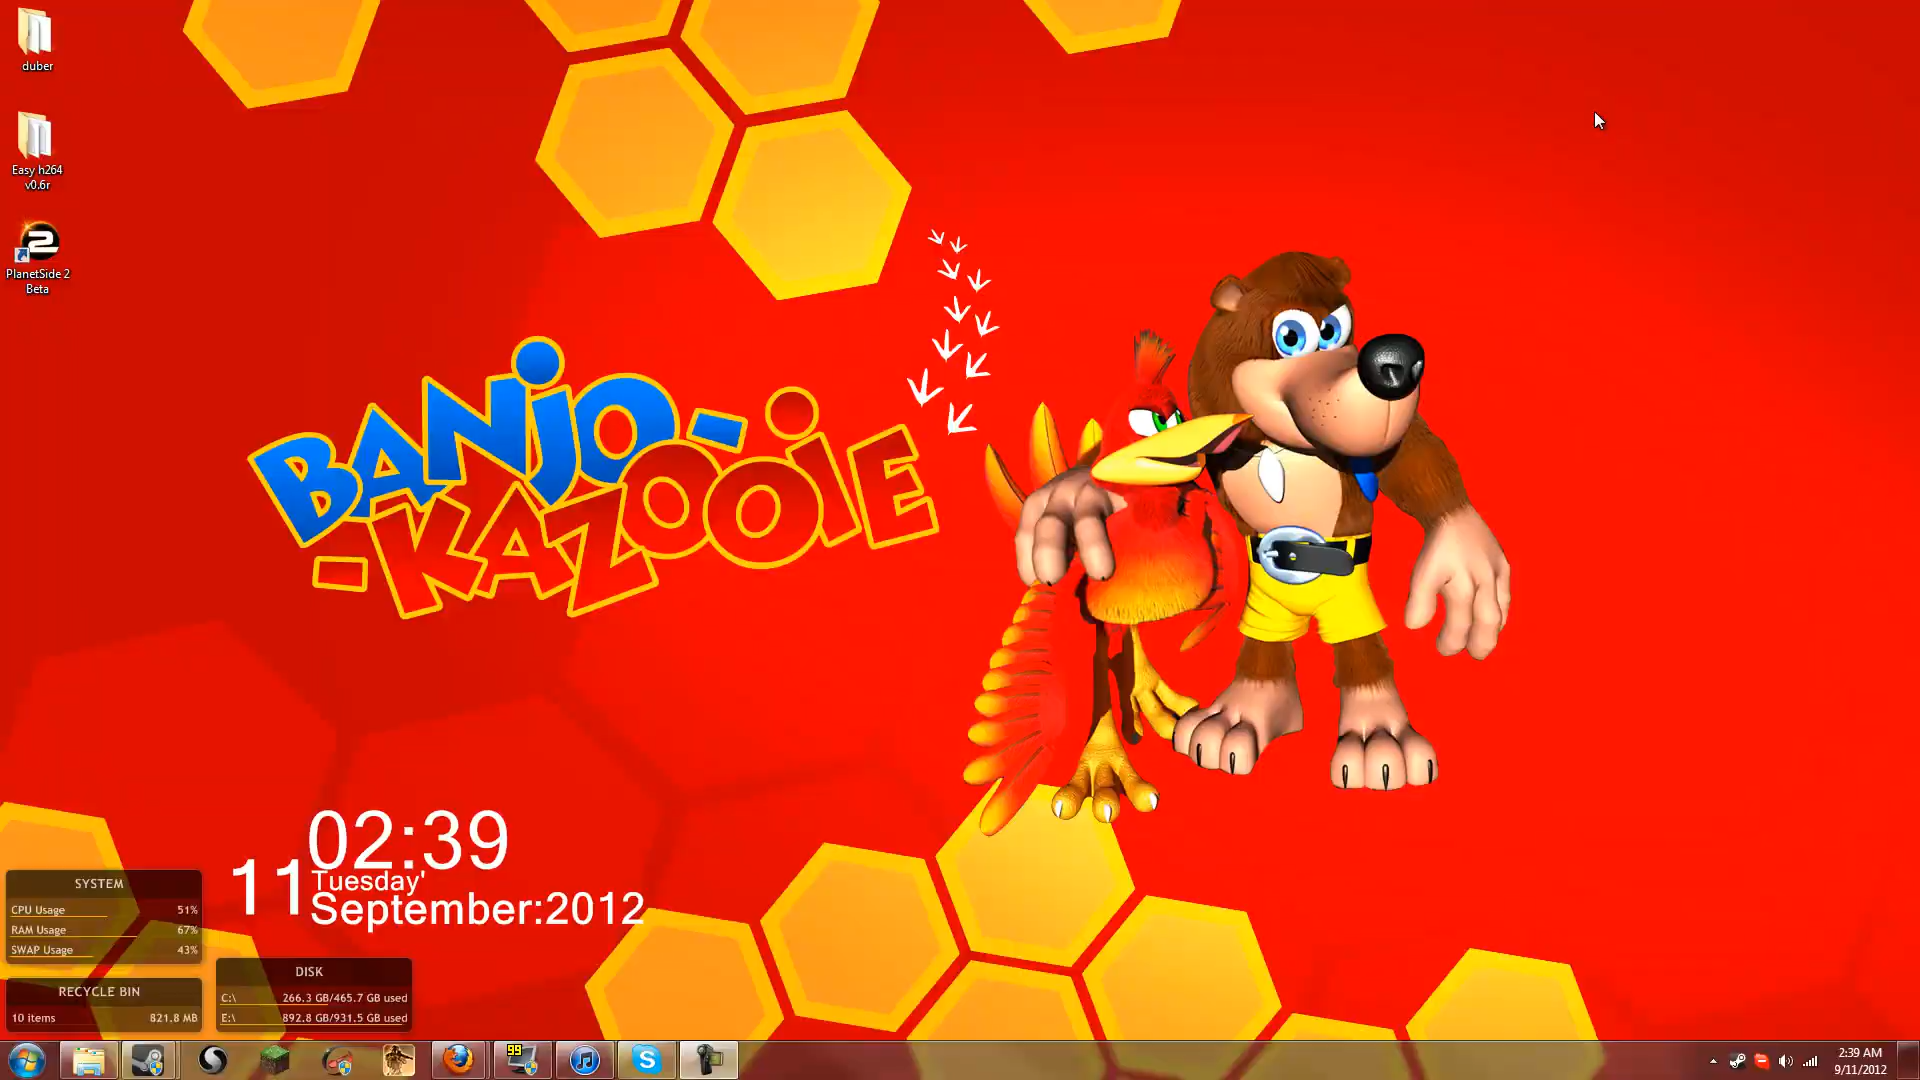 duber
Easy h264
v0.6r
2
PlanetSide 2
Beta
BANJO-
-KAZOOIE
02:39
11
Tuesday'
September:2012
SYSTEM
CPU Usage 51%
RAM Usage 67%
SWAP Usage 43%
RECYCLE BIN
10 items 821.8 MB
DISK
C:\ 266.3 GB/465.7 GB used
E:\ 892.8 GB/931.5 GB used
99
S
2:39 AM
9/11/2012